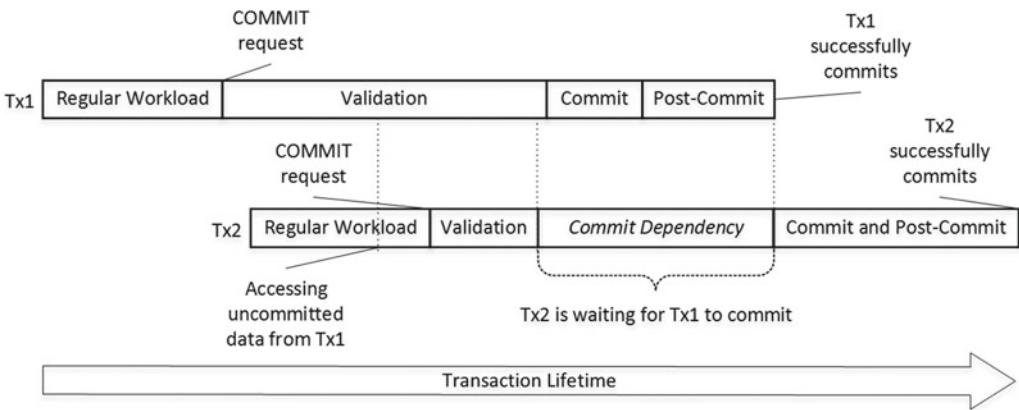 COMMIT
request
Tx1
successfully
commits
Tx1
Regular Workload
Validation
Commit
Post-Commit
COMMIT
request
Tx2
successfully
commits
Tx2
Regular Workload
Validation
Commit Dependency
Commit and Post-Commit
Accessing
uncommitted
data from Tx1
Tx2 is waiting for Tx1 to commit
Transaction Lifetime